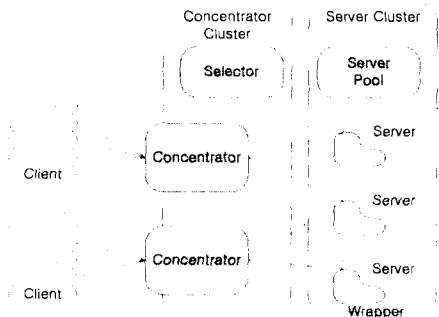 Concentrator Cluster
Server Cluster
Selector
Server Pool
Server
Concentrator
Client
Server
Concentrator
Server
Client
Wrapper